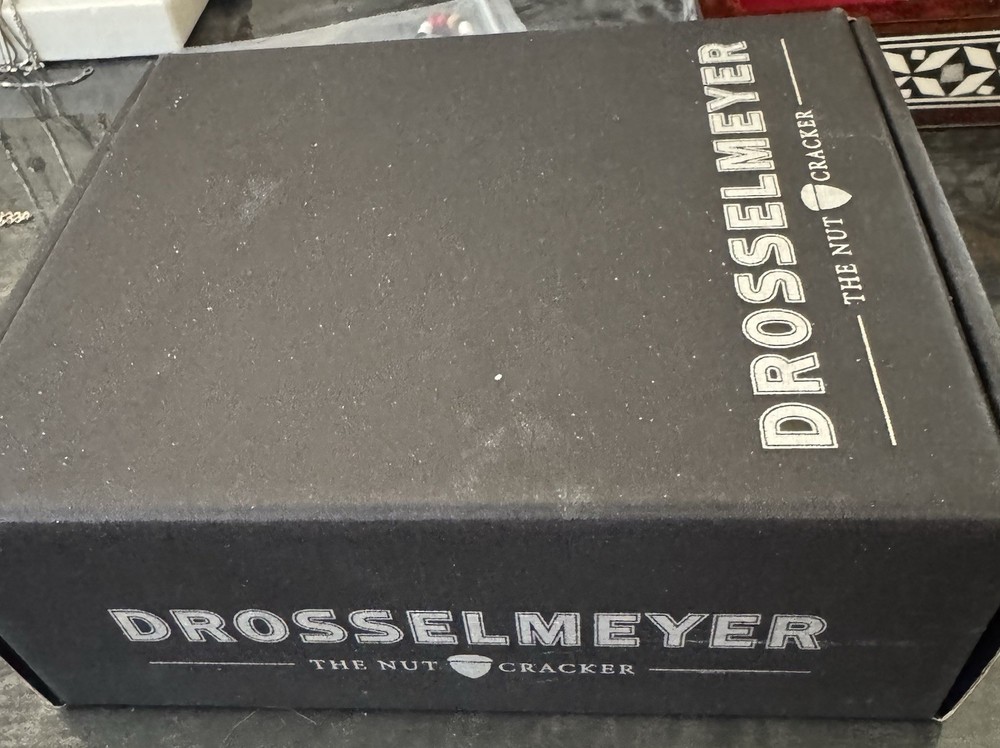 DROSSELMEYER
THE NUT CRACKER
DROSSELMEYER
THE NUT CRACKER